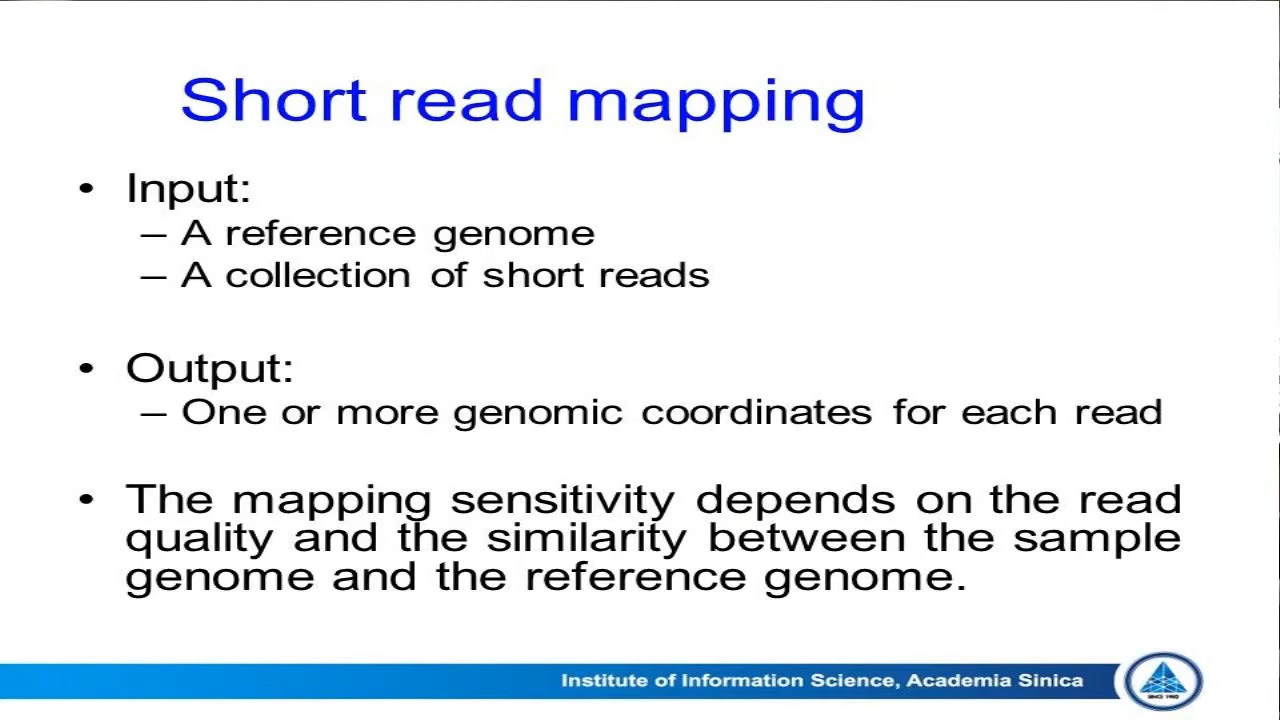 Short read mapping
• Input:
– A reference genome
– A collection of short reads
• Output:
– One or more genomic coordinates for each read
• The mapping sensitivity depends on the read
quality and the similarity between the sample
genome and the reference genome.
Institute of Information Science, Academia Sinica
SINCE 1982